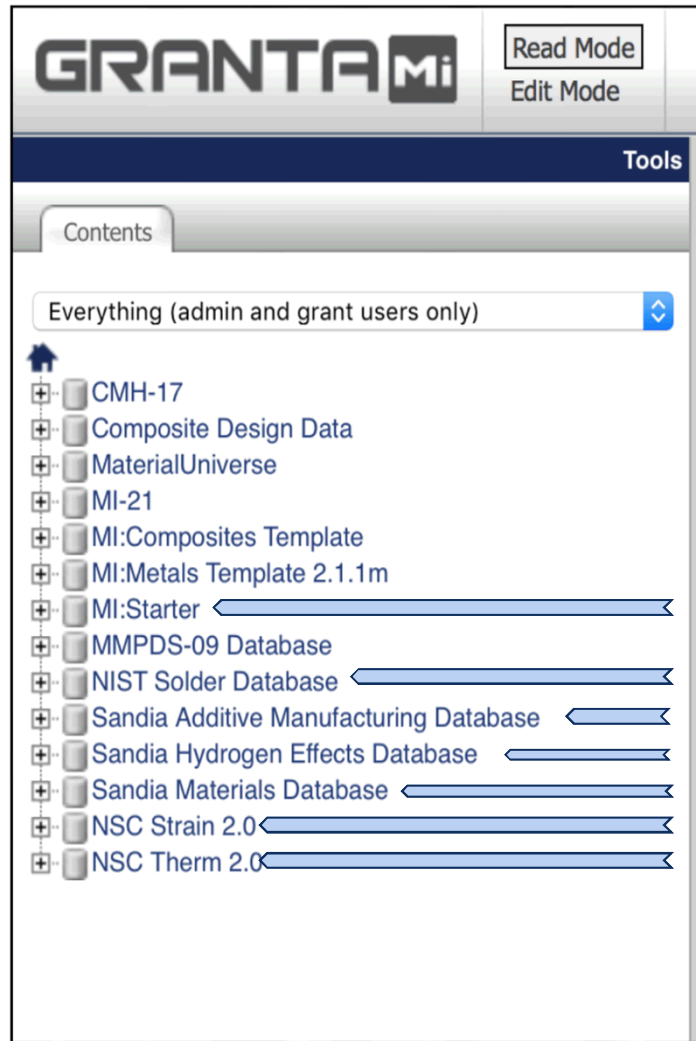 GRANTA Mi
Read Mode
Edit Mode
Tools
Contents
Everything (admin and grant users only)
CMH-17
Composite Design Data
MaterialUniverse
MI-21
MI:Composites Template
MI:Metals Template 2.1.1m
MI:Starter
MMPDS-09 Database
NIST Solder Database
Sandia Additive Manufacturing Database
Sandia Hydrogen Effects Database
Sandia Materials Database
NSC Strain 2.0
NSC Therm 2.0